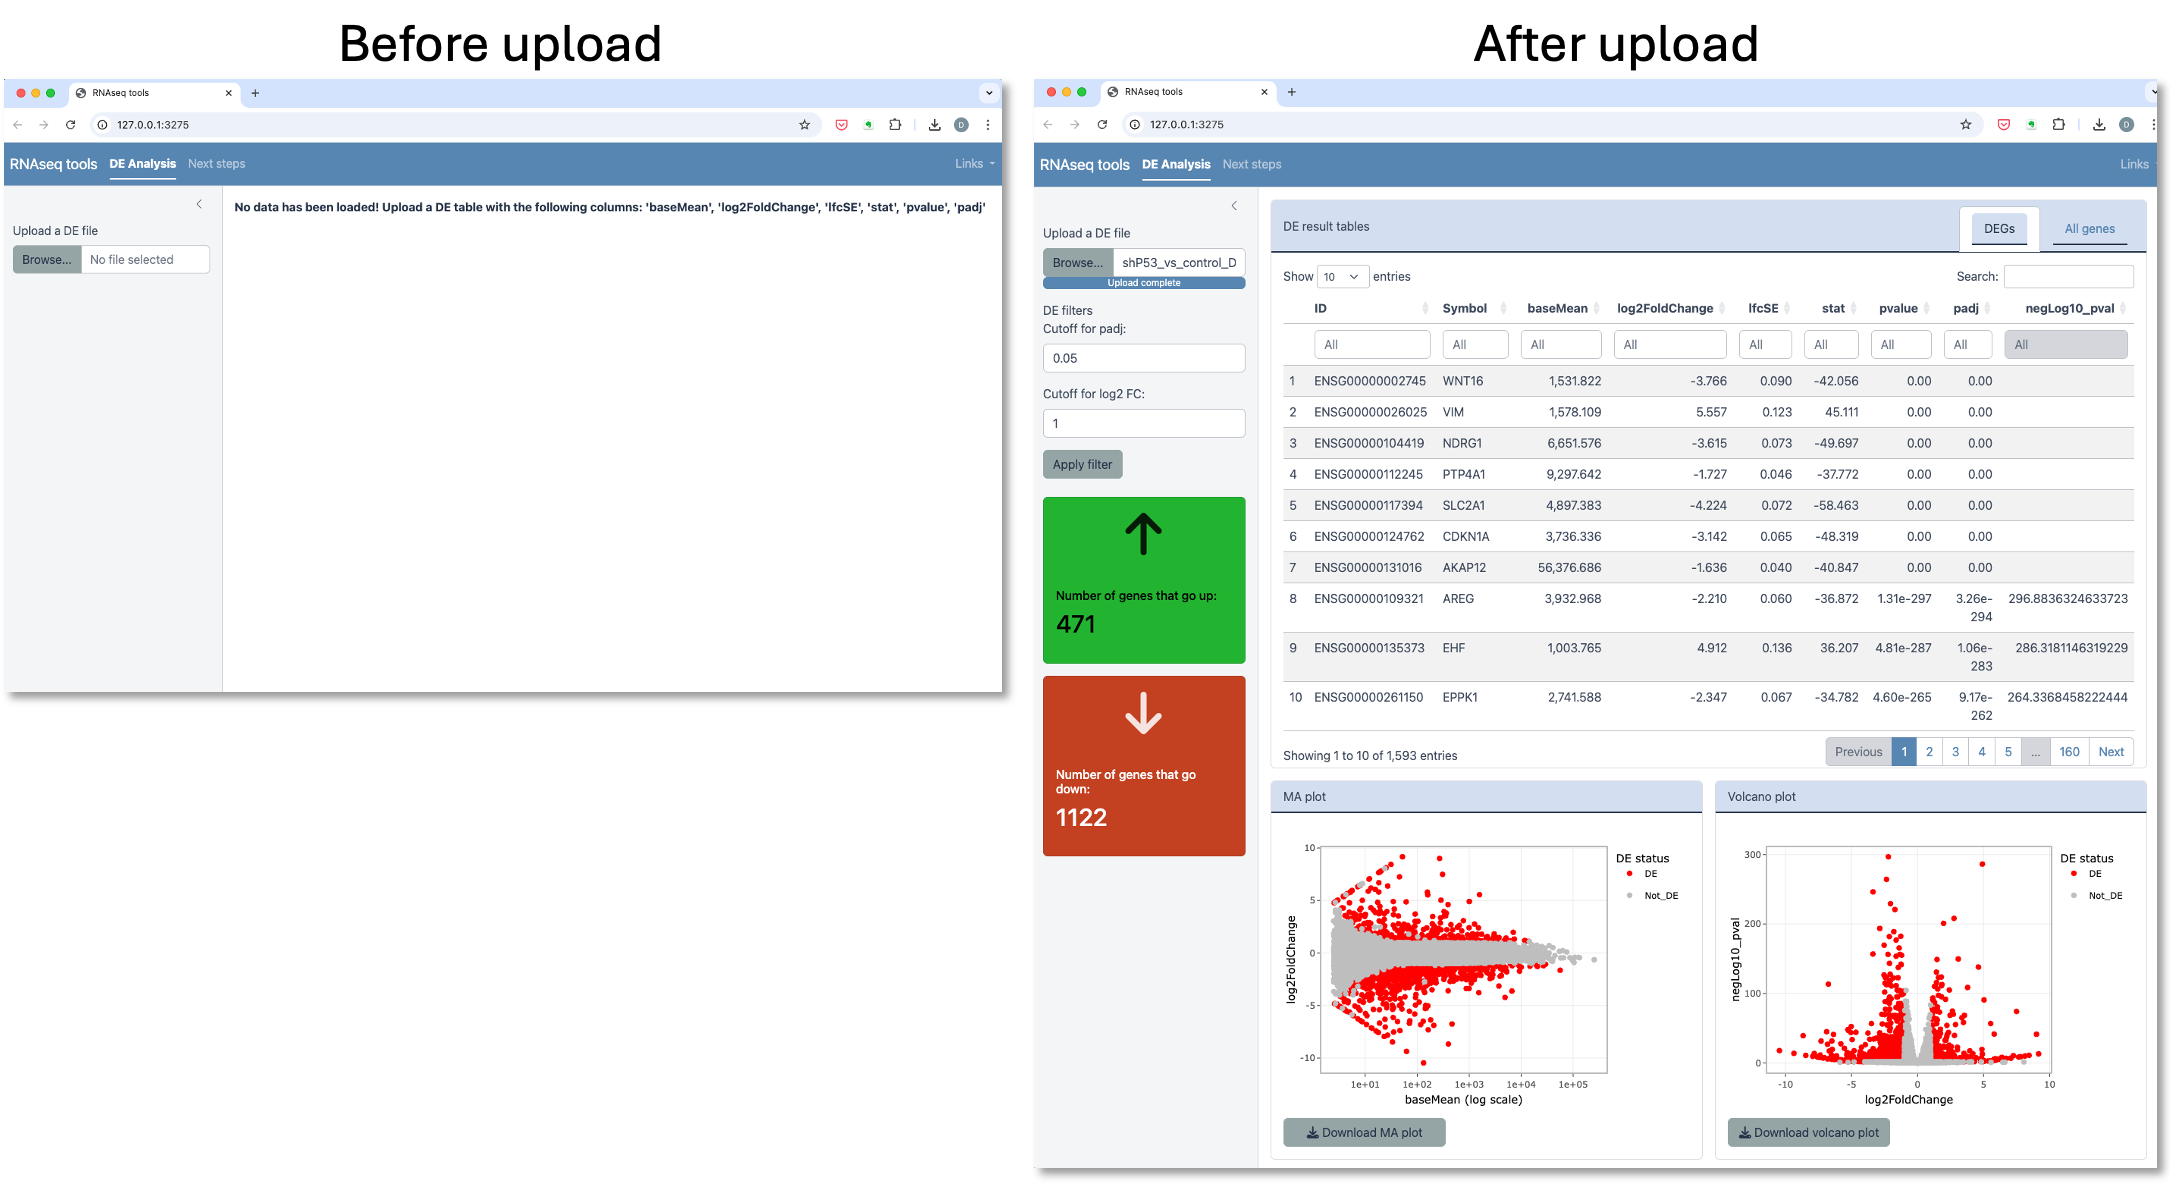 Before upload
RNAseq tools
127.0.0.1:3275
D
RNAseq tools DE Analysis Next steps Links
Upload a DE file
Browse... No file selected
No data has been loaded! Upload a DE table with the following columns: 'baseMean', 'log2FoldChange', 'lfcSE', 'stat', 'pvalue', 'padj'
After upload
RNAseq tools
127.0.0.1:3275
D
RNAseq tools DE Analysis Next steps Links
Upload a DE file
Browse... shP53_vs_control_D
Upload complete
DE filters
Cutoff for padj:
0.05
Cutoff for log2 FC:
1
Apply filter
Number of genes that go up:
471
Number of genes that go
down:
1122
DE result tables DEGs All genes
Show 10 entries Search:
ID Symbol baseMean log2FoldChange lfcSE stat pvalue padj negLog10_pval
All All All All All All All All All
1 ENSG00000002745 WNT16 1,531.822 -3.766 0.090 -42.056 0.00 0.00
2 ENSG00000026025 VIM 1,578.109 5.557 0.123 45.111 0.00 0.00
3 ENSG00000104419 NDRG1 6,651.576 -3.615 0.073 -49.697 0.00 0.00
4 ENSG00000112245 PTP4A1 9,297.642 -1.727 0.046 -37.772 0.00 0.00
5 ENSG00000117394 SLC2A1 4,897.383 -4.224 0.072 -58.463 0.00 0.00
6 ENSG00000124762 CDKN1A 3,736.336 -3.142 0.065 -48.319 0.00 0.00
7 ENSG00000131016 AKAP12 56,376.686 -1.636 0.040 -40.847 0.00 0.00
8 ENSG00000109321 AREG 3,932.968 -2.210 0.060 -36.872 1.31e-297 3.26e-294 296.8836324633723
9 ENSG00000135373 EHF 1,003.765 4.912 0.136 36.207 4.81e-287 1.06e-283 286.3181146319229
10 ENSG00000261150 EPPK1 2,741.588 -2.347 0.067 -34.782 4.60e-265 9.17e-262 264.3368458222444
Showing 1 to 10 of 1,593 entries Previous 1 2 3 4 5 ... 160 Next
MA plot
10
5
0
-5
-10
log2FoldChange
1e+01 1e+02 1e+03 1e+04 1e+05
baseMean (log scale)
DE status
DE
Not_DE
Download MA plot
Volcano plot
300
200
100
0
negLog10_pval
-10 -5 0 5 10
log2FoldChange
DE status
DE
Not_DE
Download volcano plot